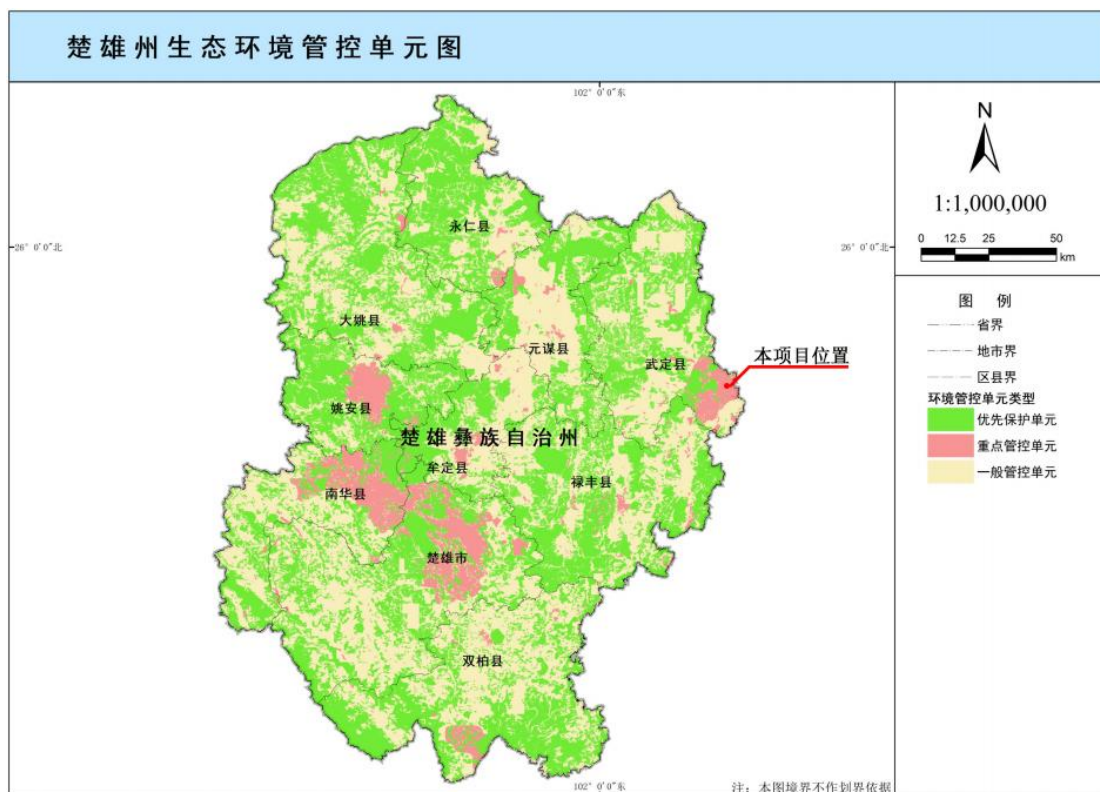 楚雄州生态环境管控单元图
102° 0'0"东
N
1:1,000,000
0 12.5 25 50
km
26° 0'0"北
26° 0'0"北
永仁县
大姚县
元谋县
武定县
本项目位置
姚安县
楚雄彝族自治州
牟定县
南华县
禄丰县
楚雄市
双柏县
图 例
省界
地市界
区县界
环境管控单元类型
优先保护单元
重点管控单元
一般管控单元
102° 0'0"东
注：本图境界不作划界依据